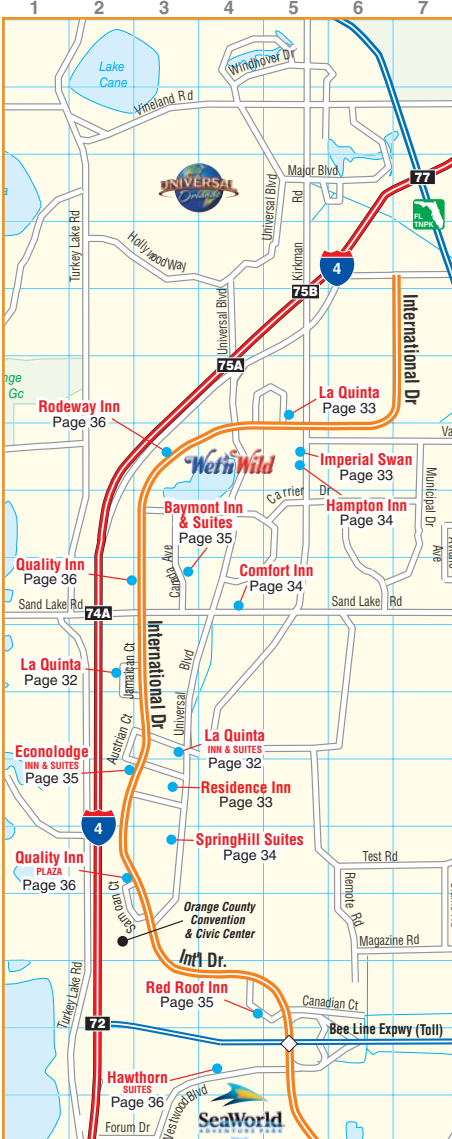 1 2 3 4 5 6 7
Lake
Cane
Windhover Dr
Vineland Rd
UNIVERSAL
Orlando
Major Blvd
77
FL
TNPK
Universal Blvd
Kirkman Rd
Turkey Lake Rd
Hollywood Way
4
75B
Universal Blvd
International Dr
75A
nge
Gc
La Quinta
Page 33
Rodeway Inn
Page 36
Va
Wet'n Wild
Imperial Swan
Page 33
Carrier Dr
Hampton Inn
Page 34
Municipal Dr
Baymont Inn
& Suites
Page 35
Canada Ave
Ave
Quality Inn
Page 36
Comfort Inn
Page 34
Sand Lake Rd
74A
Sand Lake Rd
International Dr
Jamaican Ct
Universal Blvd
La Quinta
Page 32
Austrian Ct
La Quinta
INN & SUITES
Page 32
Econolodge
INN & SUITES
Page 35
Residence Inn
Page 33
4
SpringHill Suites
Page 34
Quality Inn
PLAZA
Page 36
Test Rd
Samoan Ct
Remote Rd
Orange County
Convention
& Civic Center
Magazine Rd
Int'l Dr.
Turkey Lake Rd
Red Roof Inn
Page 35
Canadian Ct
72
Bee Line Expwy (Toll)
Hawthorn
SUITES
Page 36
Westwood Blvd
SeaWorld
ADVENTURE PARK
Forum Dr